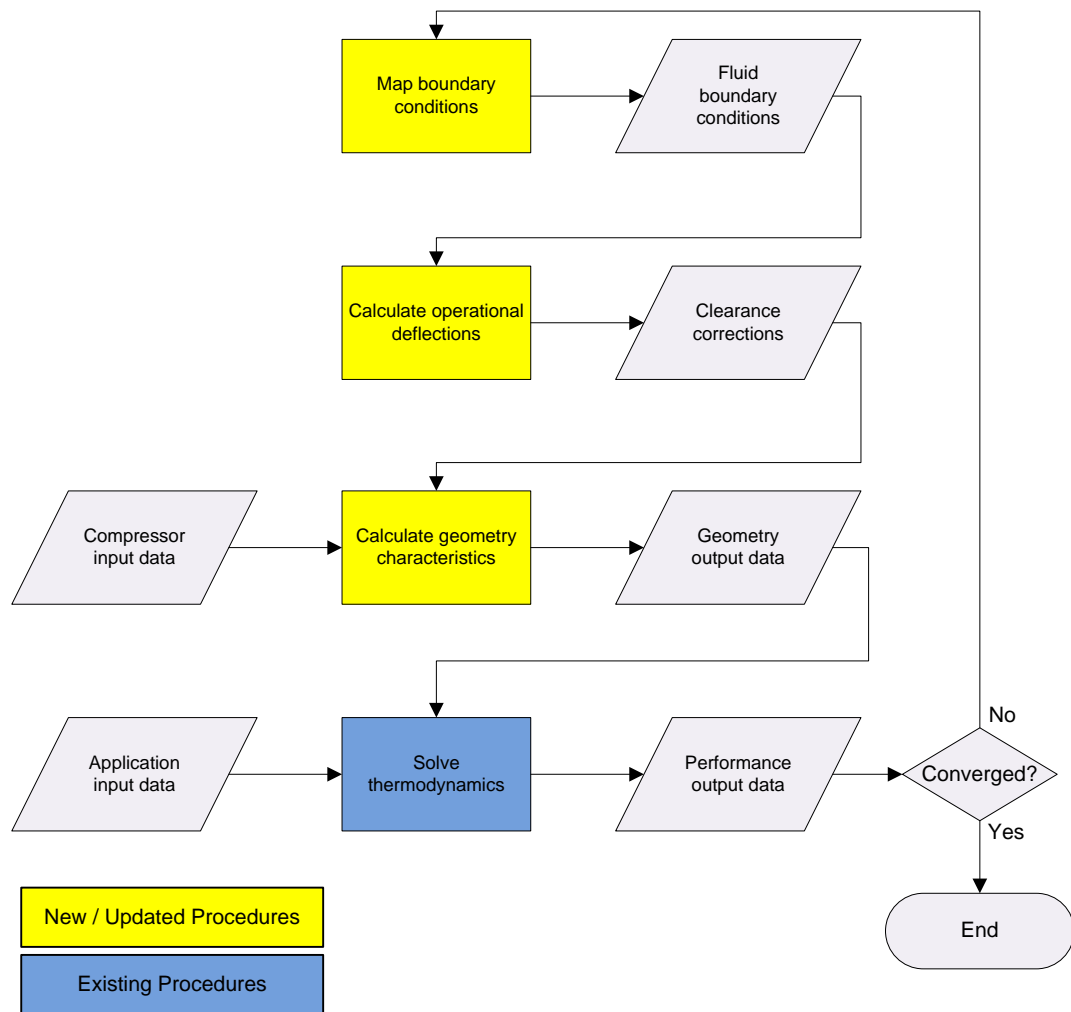 Map boundary
conditions
Fluid
boundary
conditions
Calculate operational
deflections
Clearance
corrections
Compressor
input data
Calculate geometry
characteristics
Geometry
output data
Application
input data
Solve
thermodynamics
Performance
output data
Converged?
No
Yes
End
New / Updated Procedures
Existing Procedures